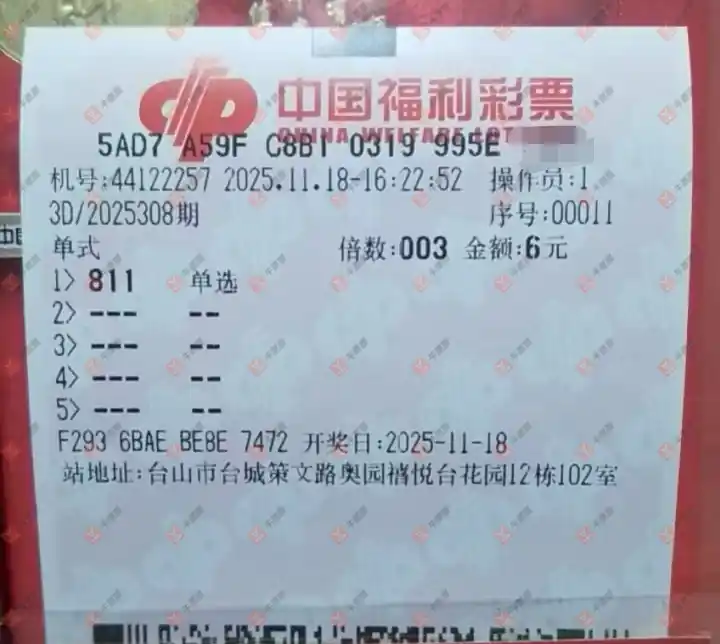 中国福利彩票
CHINA WELFARE LOT
5AD7 A59F C8B1 0319 995E
机号:44122257 2025.11.18-16:22:52 操作员:1
3D/2025308期 序号:00011
单式 倍数:003 金额:6元
1> 811 单选
2> --- --
3> --- --
4> --- --
5> --- --
F293 6BAE BE8E 7472 开奖日:2025-11-18
站地址:台山市台城策文路奥园禧悦台花园12栋102室